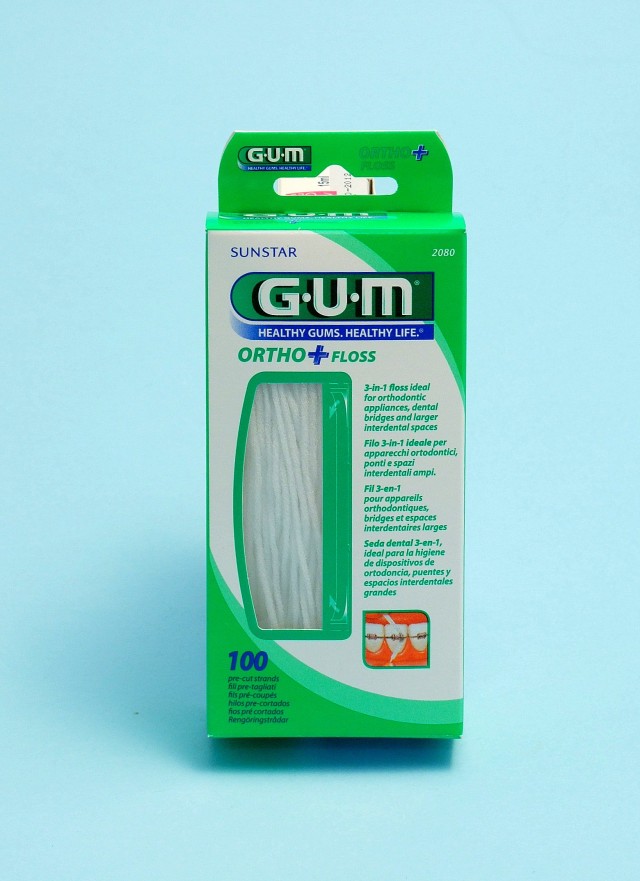 G·U·M
HEALTHY GUMS. HEALTHY LIFE.
ORTHO+
FLOSS
15ml
-2012
G·U·M
SUNSTAR
2080
G·U·M®
HEALTHY GUMS. HEALTHY LIFE.®
ORTHO + FLOSS
3-in-1 floss ideal
for orthodontic
appliances, dental
bridges and larger
interdental spaces
Filo 3-in-1 ideale per
apparecchi ortodontici,
ponti e spazi
interdentali ampi.
Fil 3-en-1
pour appareils
orthodontiques,
bridges et espaces
interdentaires larges
Seda dental 3-en-1,
ideal para la higiene
de dispositivos de
ortodoncia, puentes y
espacios interdentales
grandes
100
pre-cut strands
fili pre-tagliati
fils pré-coupés
hilos pre-cortados
fios pré cortados
Rengöringstrådar